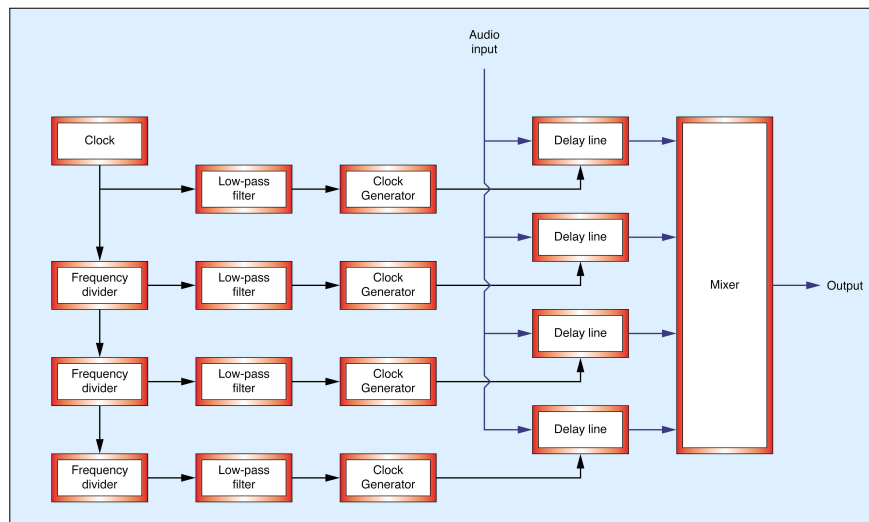 Audio
input
Clock
Delay line
Low-pass
filter
Clock
Generator
Delay line
Frequency
divider
Low-pass
filter
Clock
Generator
Mixer
Output
Delay line
Frequency
divider
Low-pass
filter
Clock
Generator
Delay line
Frequency
divider
Low-pass
filter
Clock
Generator